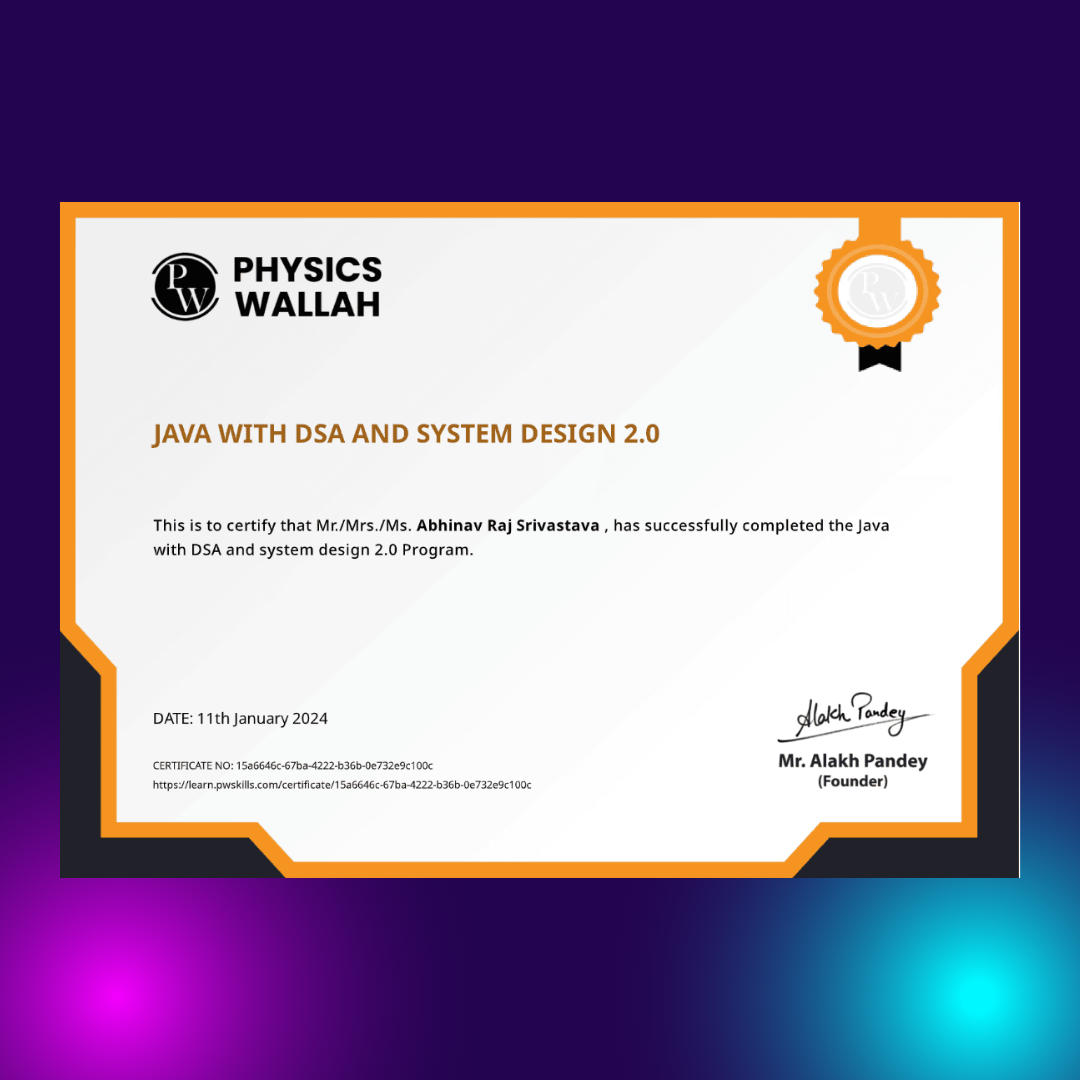 PW
PHYSICS
WALLAH
PW
JAVA WITH DSA AND SYSTEM DESIGN 2.0
This is to certify that Mr./Mrs./Ms. Abhinav Raj Srivastava , has successfully completed the Java
with DSA and system design 2.0 Program.
DATE: 11th January 2024
CERTIFICATE NO: 15a6646c-67ba-4222-b36b-0e732e9c100c
https://learn.pwskills.com/certificate/15a6646c-67ba-4222-b36b-0e732e9c100c
Alakh Pandey
Mr. Alakh Pandey
(Founder)